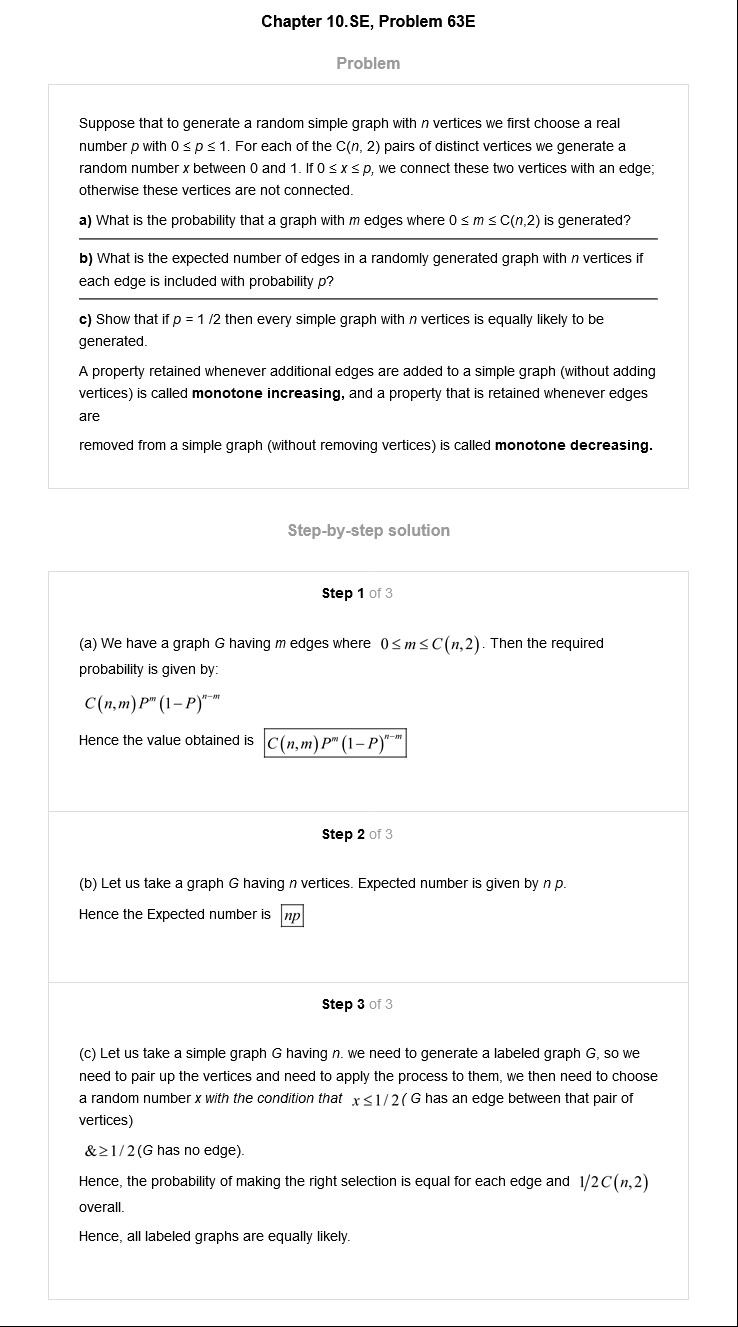 Chapter 10.SE, Problem 63E
Problem
Suppose that to generate a random simple graph with n vertices we first choose a real
number p with 0 ≤ p ≤ 1. For each of the C(n, 2) pairs of distinct vertices we generate a
random number x between 0 and 1. If 0 ≤ x ≤ p, we connect these two vertices with an edge;
otherwise these vertices are not connected.
a) What is the probability that a graph with m edges where 0 ≤ m ≤ C(n,2) is generated?
b) What is the expected number of edges in a randomly generated graph with n vertices if
each edge is included with probability p?
c) Show that if p = 1 /2 then every simple graph with n vertices is equally likely to be
generated.
A property retained whenever additional edges are added to a simple graph (without adding
vertices) is called monotone increasing, and a property that is retained whenever edges
are
removed from a simple graph (without removing vertices) is called monotone decreasing.
Step-by-step solution
Step 1 of 3
(a) We have a graph G having m edges where 0 ≤ m ≤ C(n,2). Then the required
probability is given by:
C(n,m)P^m(1−P)^{n−m}
Hence the value obtained is C(n,m)P^m(1−P)^{n−m}
Step 2 of 3
(b) Let us take a graph G having n vertices. Expected number is given by n p.
Hence the Expected number is np
Step 3 of 3
(c) Let us take a simple graph G having n. we need to generate a labeled graph G, so we
need to pair up the vertices and need to apply the process to them, we then need to choose
a random number x with the condition that x ≤ 1/2( G has an edge between that pair of
vertices)
& ≥ 1/2(G has no edge).
Hence, the probability of making the right selection is equal for each edge and 1/2C(n,2)
overall.
Hence, all labeled graphs are equally likely.